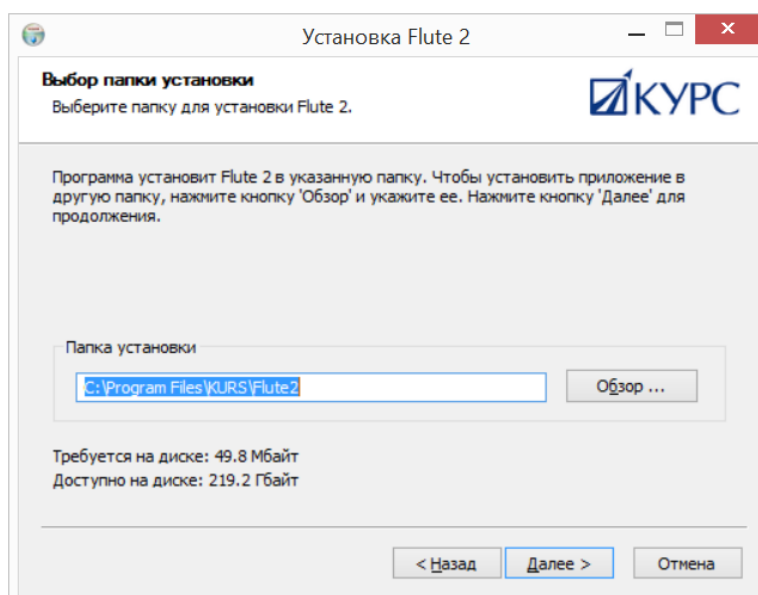 Установка Flute 2
Выбор папки установки
Выберите папку для установки Flute 2.
КУРС
Программа установит Flute 2 в указанную папку. Чтобы установить приложение в
другую папку, нажмите кнопку 'Обзор' и укажите ее. Нажмите кнопку 'Далее' для
продолжения.
Папка установки
C:\Program Files\KURS\Flute2
Обзор ...
Требуется на диске: 49.8 Мбайт
Доступно на диске: 219.2 Гбайт
< Назад
Далее >
Отмена